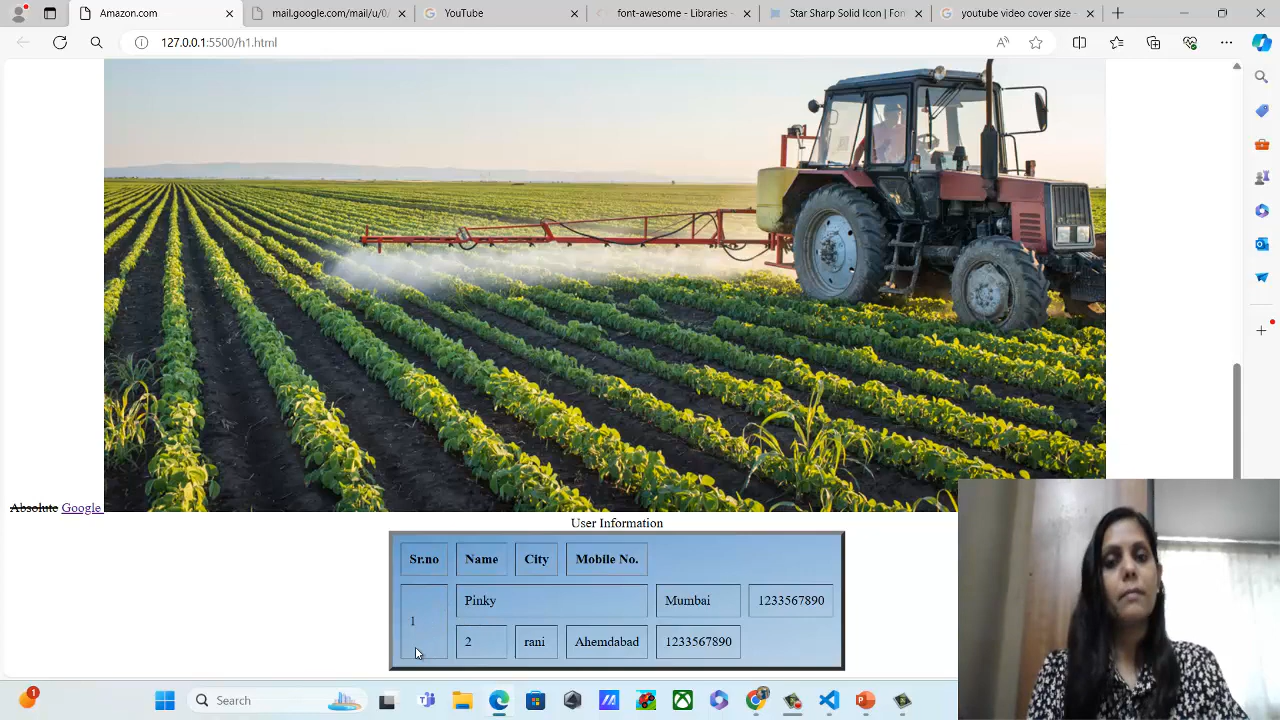 Amazon.com
mail.google.com/mail/u/0/
YouTube
font-awesome - Libraries -
Star Sharp Solid Icon | Fon
youtube video cover size -
127.0.0.1:5500/h1.html
Absolute Google
User Information
Sr.no Name City Mobile No.
1 Pinky Mumbai 1233567890
2 rani Ahemdabad 1233567890
1
Search